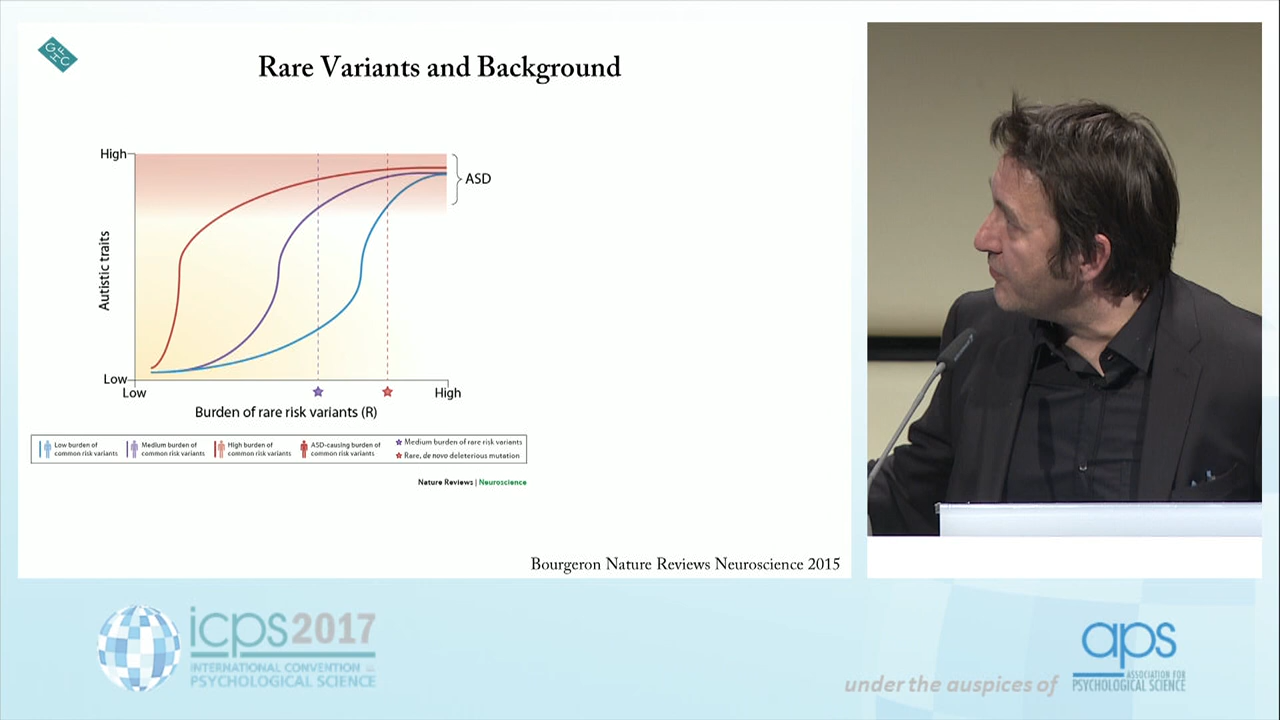 GHFC
Rare Variants and Background
High
ASD
Autistic traits
Low
Low
High
Burden of rare risk variants (R)
Low burden of
common risk variants
Medium burden of
common risk variants
High burden of
common risk variants
ASD-causing burden of
common risk variants
Medium burden of rare risk variants
Rare, de novo deleterious mutation
Nature Reviews | Neuroscience
Bourgeron Nature Reviews Neuroscience 2015
icps2017
INTERNATIONAL CONVENTION OF
PSYCHOLOGICAL SCIENCE
under the auspices of
aps
ASSOCIATION FOR
PSYCHOLOGICAL SCIENCE